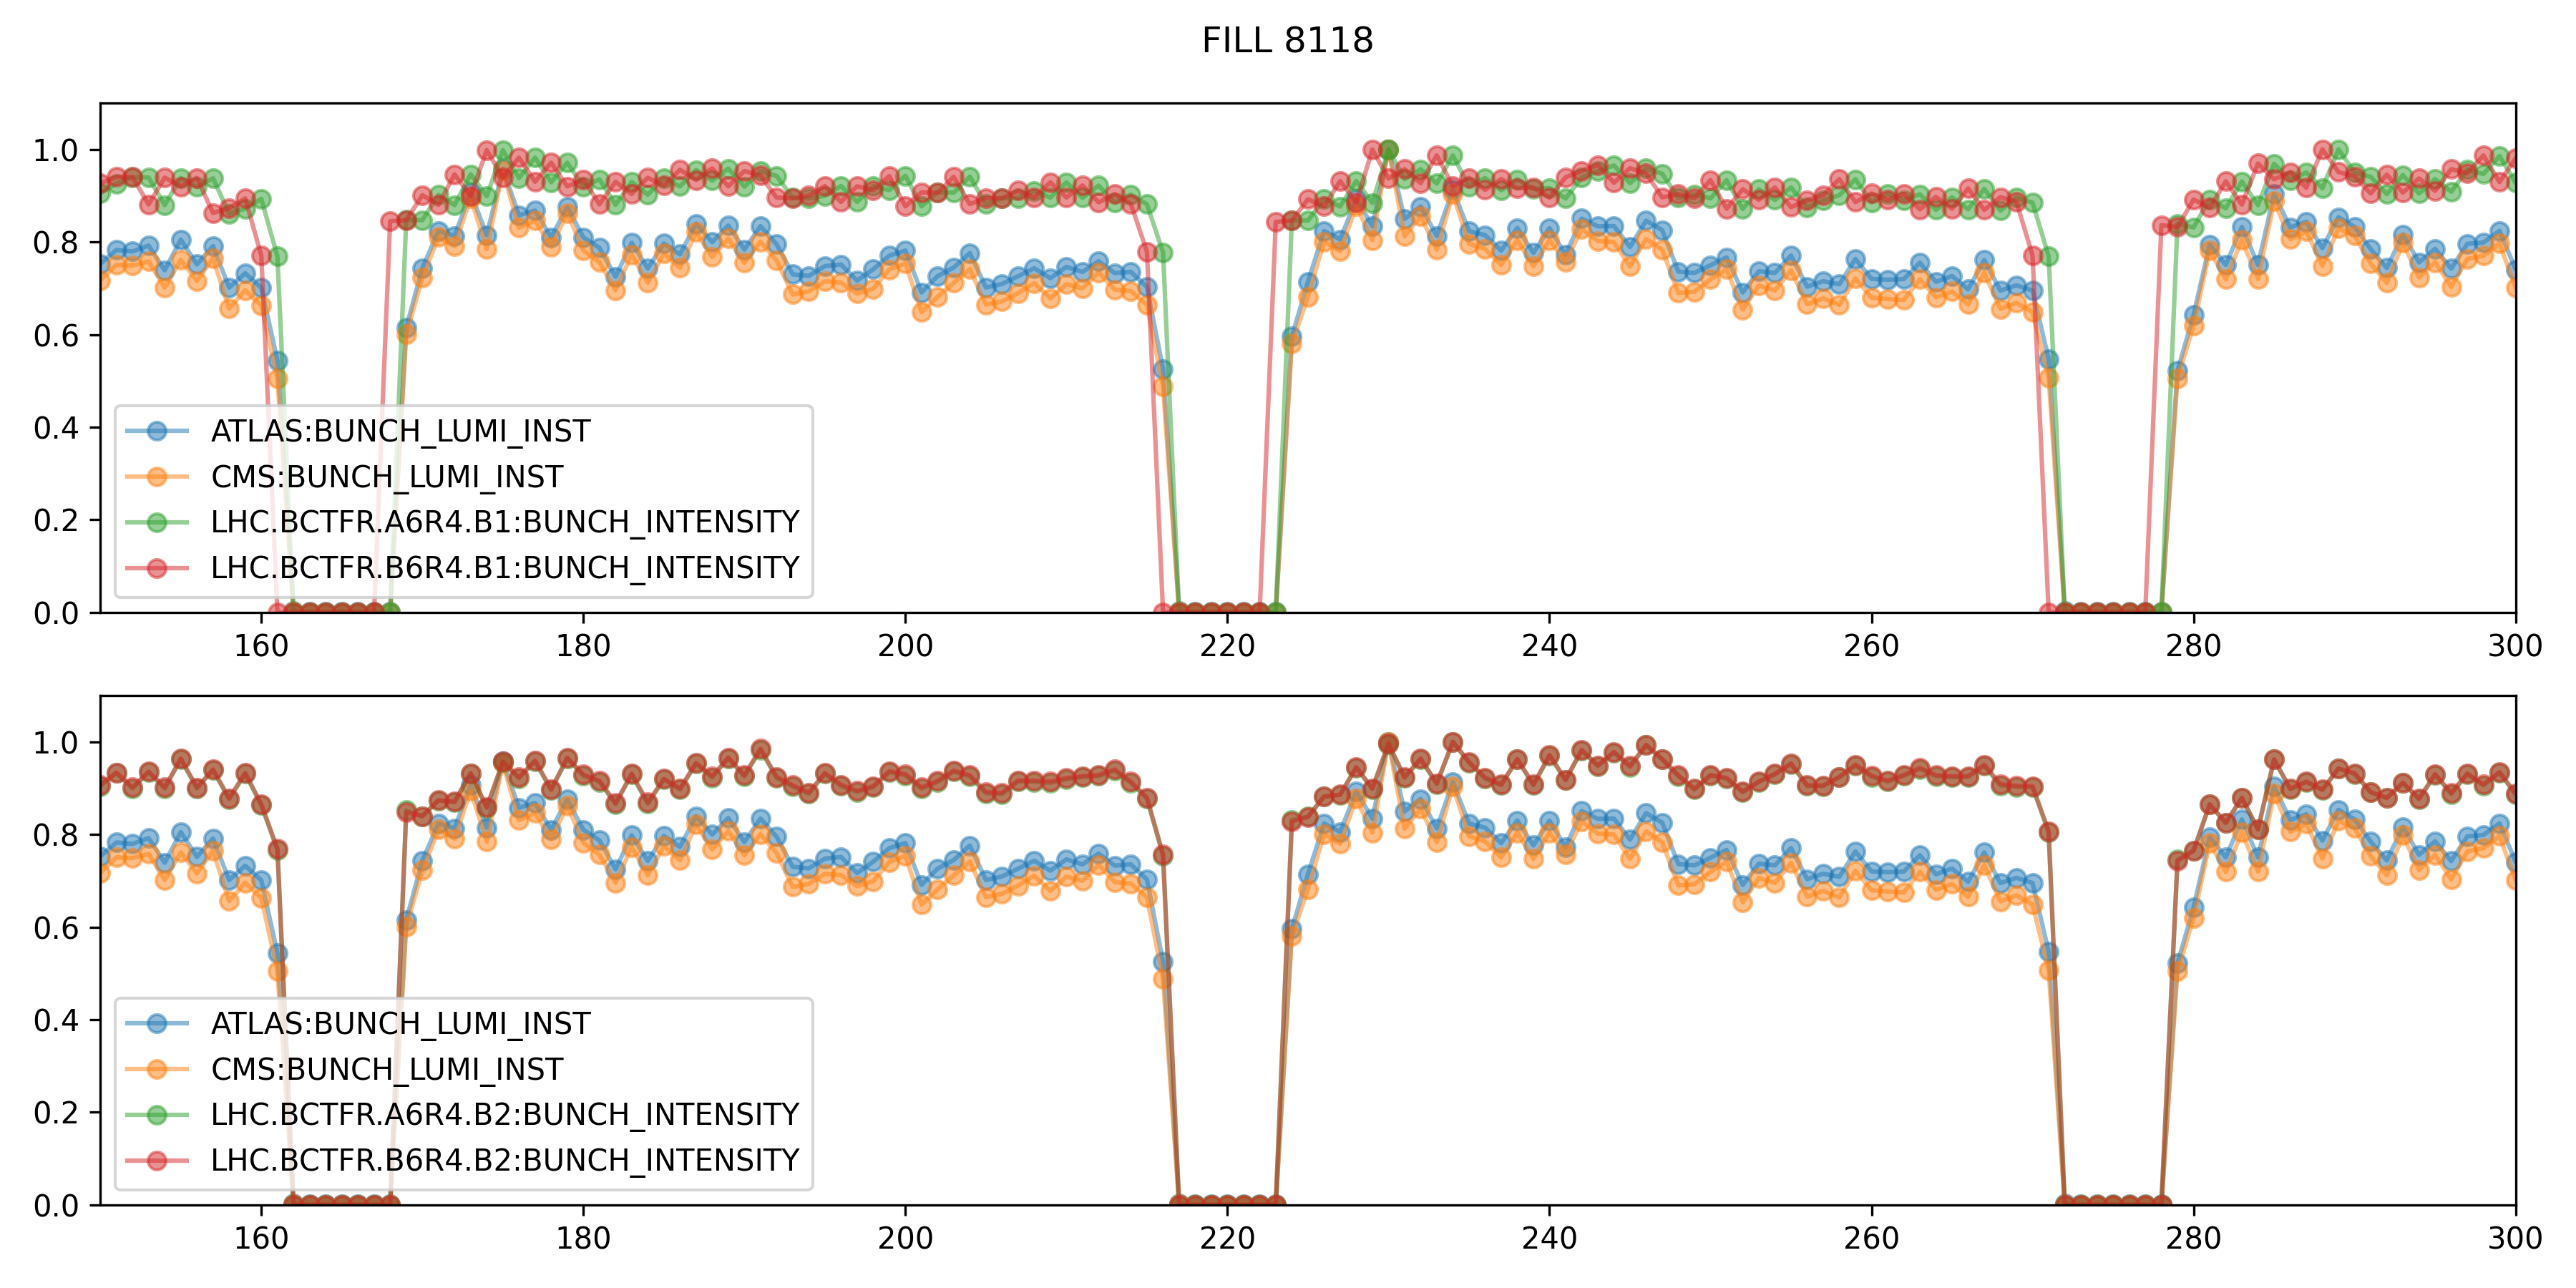 FILL 8118
1.0
0.8
0.6
0.4
0.2
0.0
ATLAS:BUNCH_LUMI_INST
CMS:BUNCH_LUMI_INST
LHC.BCTFR.A6R4.B1:BUNCH_INTENSITY
LHC.BCTFR.B6R4.B1:BUNCH_INTENSITY
160 180 200 220 240 260 280 300
1.0
0.8
0.6
0.4
0.2
0.0
ATLAS:BUNCH_LUMI_INST
CMS:BUNCH_LUMI_INST
LHC.BCTFR.A6R4.B2:BUNCH_INTENSITY
LHC.BCTFR.B6R4.B2:BUNCH_INTENSITY
160 180 200 220 240 260 280 300